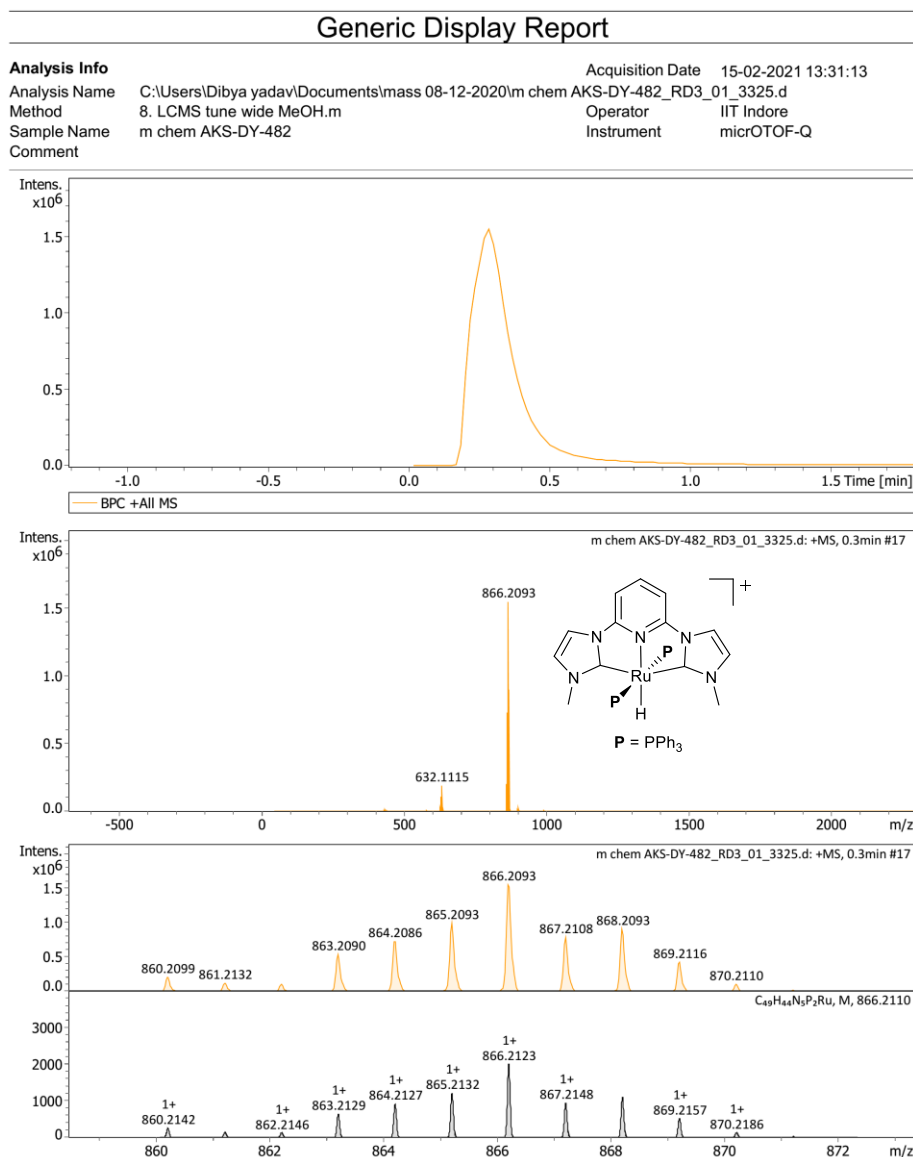 Generic Display Report
Analysis Info
Acquisition Date 15-02-2021 13:31:13
Analysis Name C:\Users\Dibya yadav\Documents\mass 08-12-2020\m chem AKS-DY-482_RD3_01_3325.d
Method 8. LCMS tune wide MeOH.m
Operator IIT Indore
Sample Name m chem AKS-DY-482
Instrument micrOTOF-Q
Comment
Intens.
x10⁶
1.5
1.0
0.5
0.0
-1.0 -0.5 0.0 0.5 1.0 1.5 Time [min]
BPC +All MS
Intens.
x10⁶
m chem AKS-DY-482_RD3_01_3325.d: +MS, 0.3min #17
866.2093
1.5
1.0
0.5
0.0
632.1115
+
N N N
P
N Ru N
P
H
P = PPh₃
-500 0 500 1000 1500 2000 m/z
Intens.
x10⁶
m chem AKS-DY-482_RD3_01_3325.d: +MS, 0.3min #17
1.5
1.0
0.5
0.0
860.2099 861.2132 863.2090 864.2086 865.2093 866.2093 867.2108 868.2093 869.2116 870.2110
C₄₉H₄₄N₅P₂Ru, M, 866.2110
3000
2000
1000
0
1+ 1+ 1+ 1+ 1+ 1+ 1+ 1+ 1+
860.2142 862.2146 863.2129 864.2127 865.2132 866.2123 867.2148 869.2157 870.2186
860 862 864 866 868 870 872 m/z